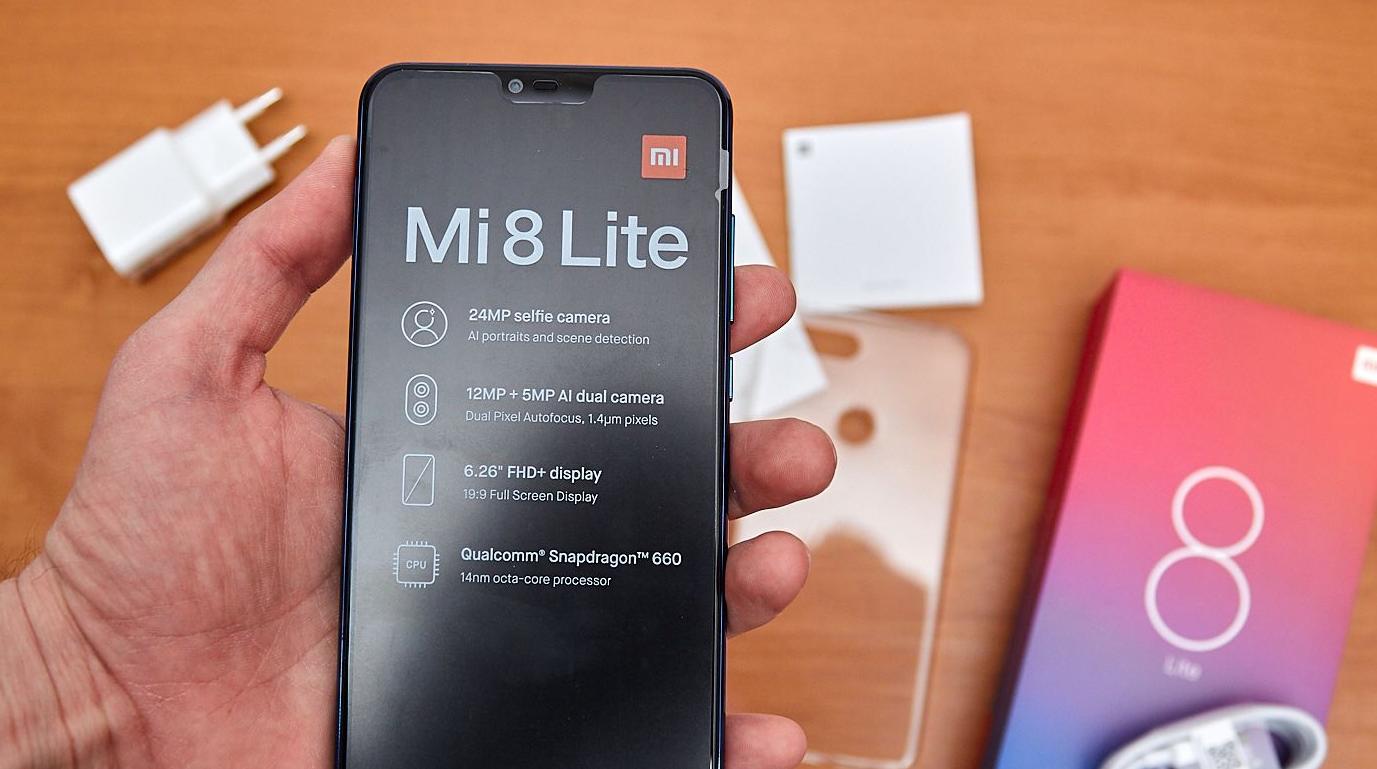 mi
Mi 8 Lite
24MP selfie camera
AI portraits and scene detection
12MP + 5MP AI dual camera
Dual Pixel Autofocus, 1.4μm pixels
6.26" FHD+ display
19:9 Full Screen Display
CPU
Qualcomm® Snapdragon™ 660
14nm octa-core processor
8
Lite